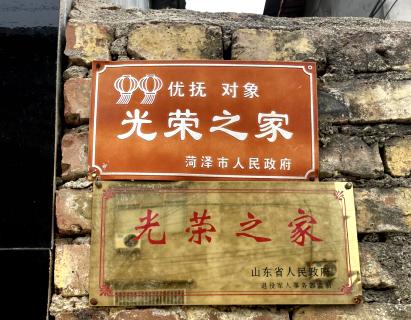 优抚 对象
光荣之家
菏泽市人民政府
光荣之家
山东省人民政府
退役军人事务部监制